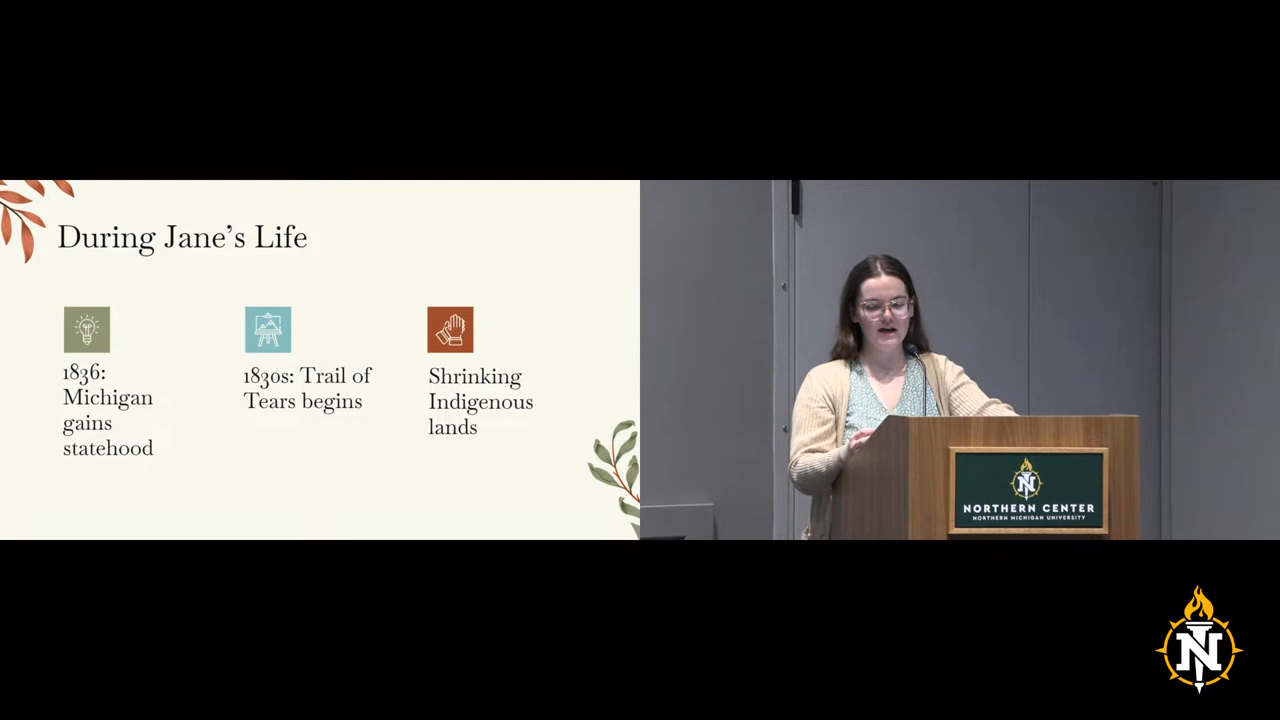 During Jane's Life
1836:
Michigan
gains
statehood
1830s: Trail of
Tears begins
Shrinking
Indigenous
lands
N
NORTHERN CENTER
NORTHERN MICHIGAN UNIVERSITY
N